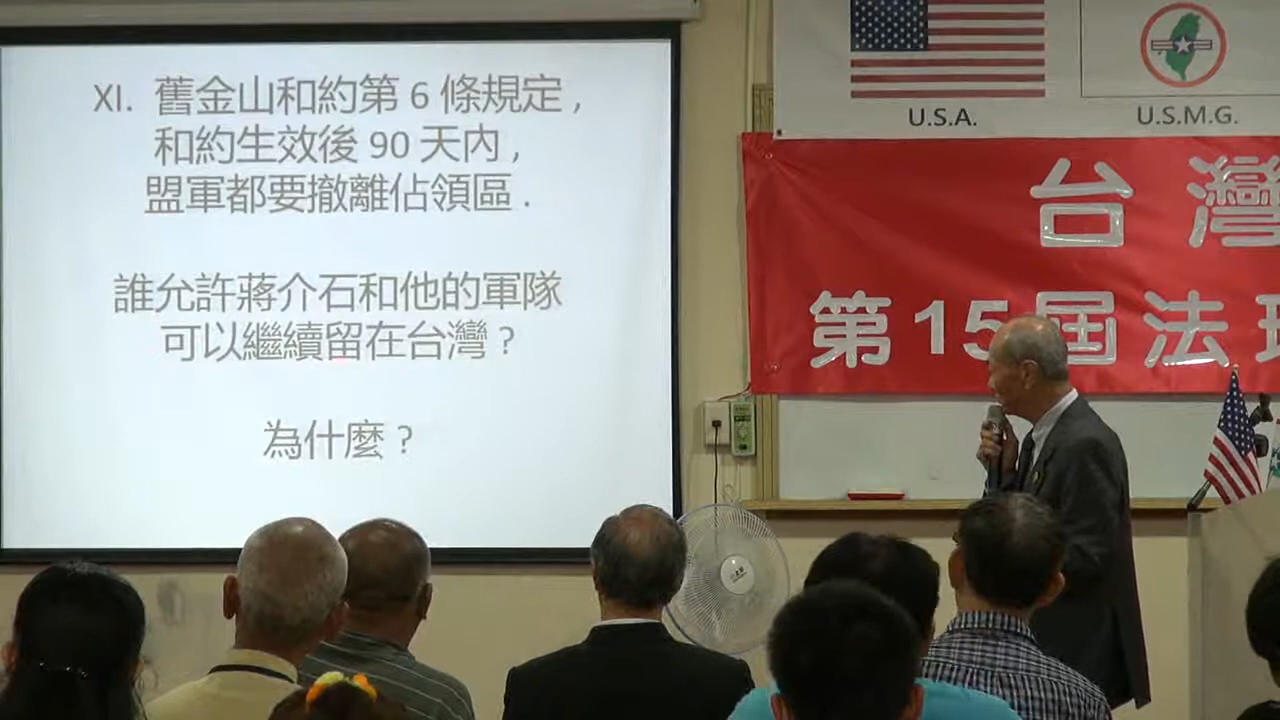 XI. 舊金山和約第 6 條規定,
和約生效後 90 天內,
盟軍都要撤離佔領區.
誰允許蔣介石和他的軍隊
可以繼續留在台灣?
為什麼?
U.S.A.
U.S.M.G.
台灣
第15屆法